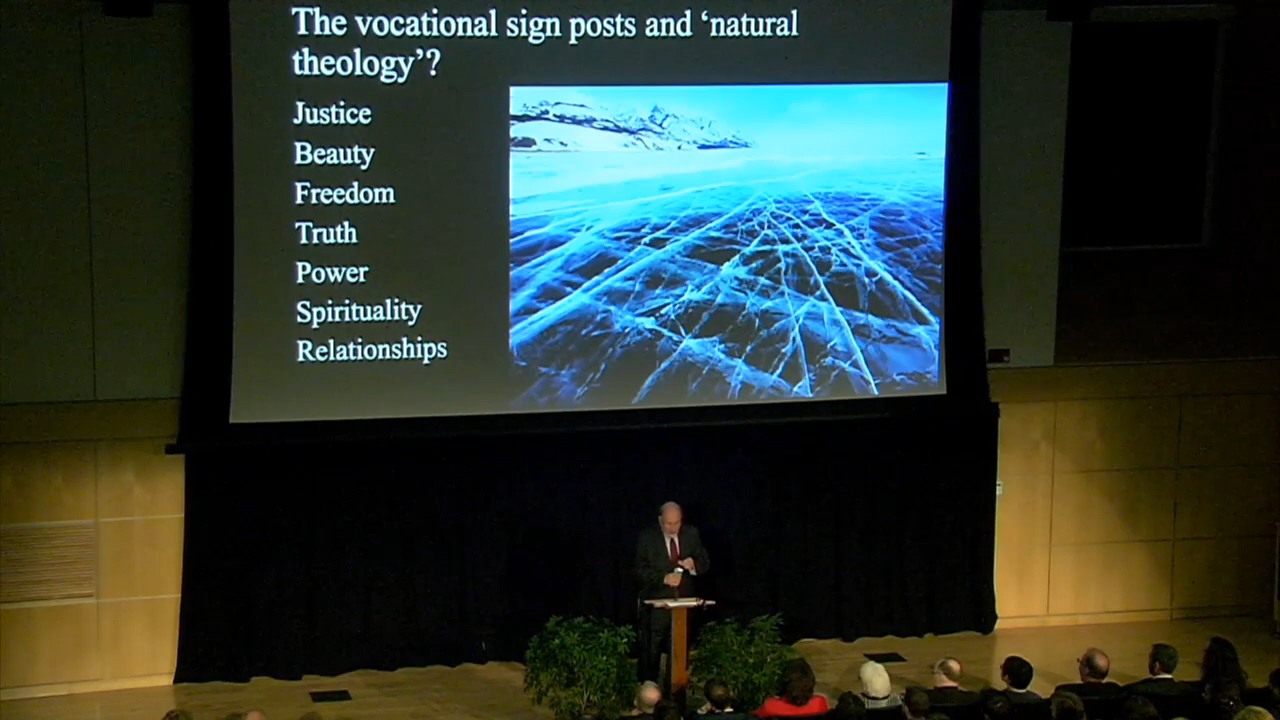 The vocational sign posts and ‘natural
theology’?
Justice
Beauty
Freedom
Truth
Power
Spirituality
Relationships